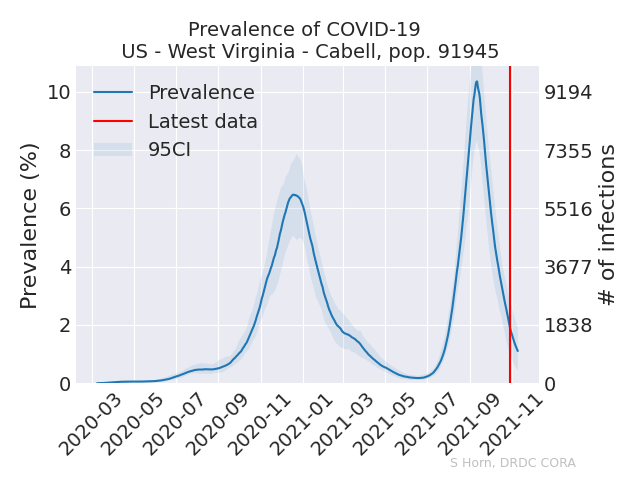 Prevalence of COVID-19
US - West Virginia - Cabell, pop. 91945
Prevalence
Latest data
95CI
Prevalence (%)
10
8
6
4
2
0
9194
7355
5516
3677
1838
0
# of infections
2020-03
2020-05
2020-07
2020-09
2020-11
2021-01
2021-03
2021-05
2021-07
2021-09
2021-11
S Horn, DRDC CORA